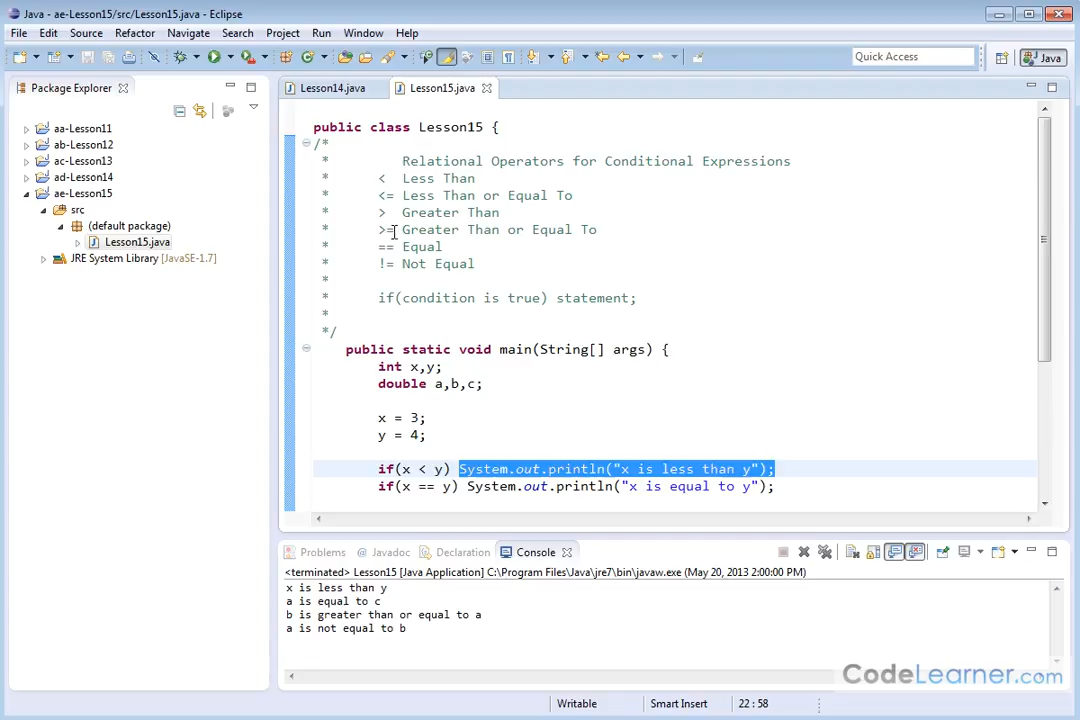 Java - ae-Lesson15/src/Lesson15.java - Eclipse
File Edit Source Refactor Navigate Search Project Run Window Help
Quick Access
Java
Package Explorer
Lesson14.java
Lesson15.java
aa-Lesson11
ab-Lesson12
ac-Lesson13
ad-Lesson14
ae-Lesson15
src
(default package)
Lesson15.java
JRE System Library [JavaSE-1.7]
public class Lesson15 {
/*
* Relational Operators for Conditional Expressions
* < Less Than
* <= Less Than or Equal To
* > Greater Than
* >= Greater Than or Equal To
* == Equal
* != Not Equal
*
* if(condition is true) statement;
*
*/
public static void main(String[] args) {
int x,y;
double a,b,c;
x = 3;
y = 4;
if(x < y) System.out.println("x is less than y");
if(x == y) System.out.println("x is equal to y");
Problems @ Javadoc Declaration Console
<terminated> Lesson15 [Java Application] C:\Program Files\Java\jre7\bin\javaw.exe (May 20, 2013 2:00:00 PM)
x is less than y
a is equal to c
b is greater than or equal to a
a is not equal to b
CodeLearner.com
Writable Smart Insert 22 : 58